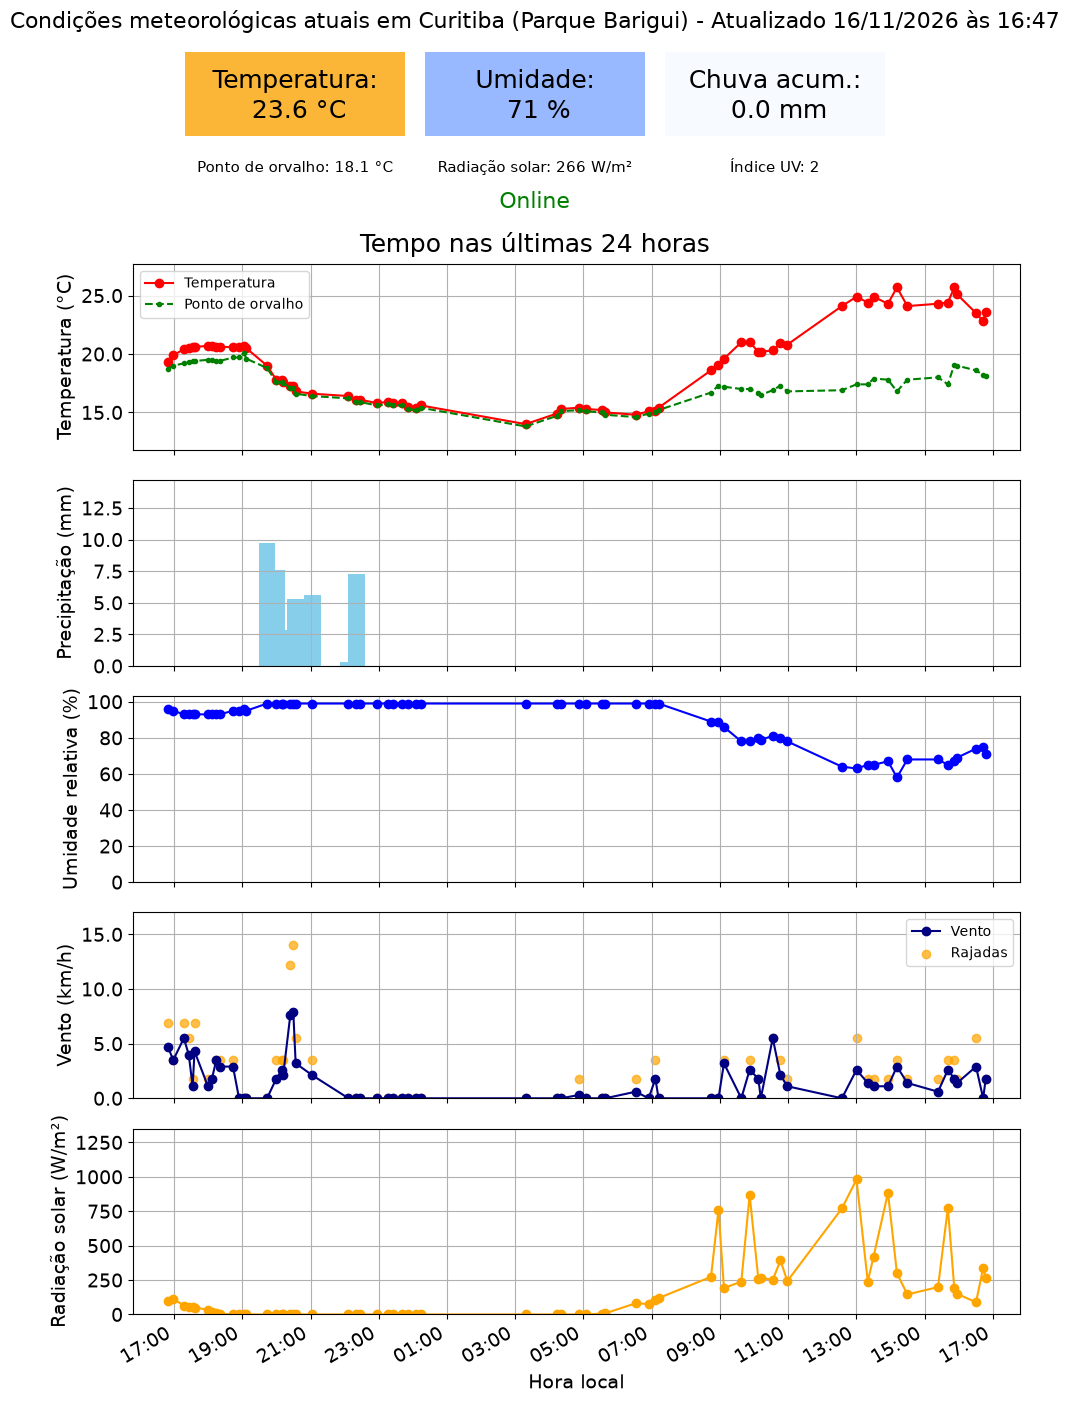 Condições meteorológicas atuais em Curitiba (Parque Barigui) - Atualizado 16/11/2026 às 16:47
Temperatura:
23.6 °C
Umidade:
71 %
Chuva acum.:
0.0 mm
Ponto de orvalho: 18.1 °C
Radiação solar: 266 W/m²
Índice UV: 2
Online
Tempo nas últimas 24 horas
Temperatura (°C)
25.0
20.0
15.0
Temperatura
Ponto de orvalho
Precipitação (mm)
12.5
10.0
7.5
5.0
2.5
0.0
Umidade relativa (%)
100
80
60
40
20
0
Vento (km/h)
15.0
10.0
5.0
0.0
Vento
Rajadas
Radiação solar (W/m²)
1250
1000
750
500
250
0
17:00
19:00
21:00
23:00
01:00
03:00
05:00
07:00
09:00
11:00
13:00
15:00
17:00
Hora local